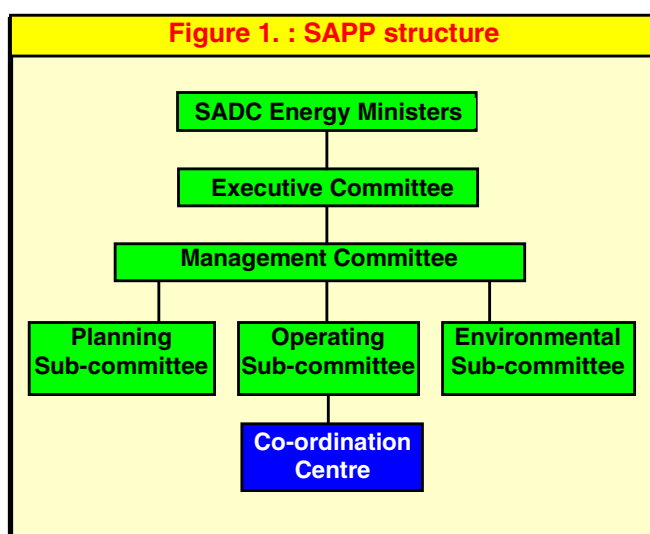 Figure 1. : SAPP structure
SADC Energy Ministers
Executive Committee
Management Committee
Planning
Sub-committee
Operating
Sub-committee
Environmental
Sub-committee
Co-ordination
Centre